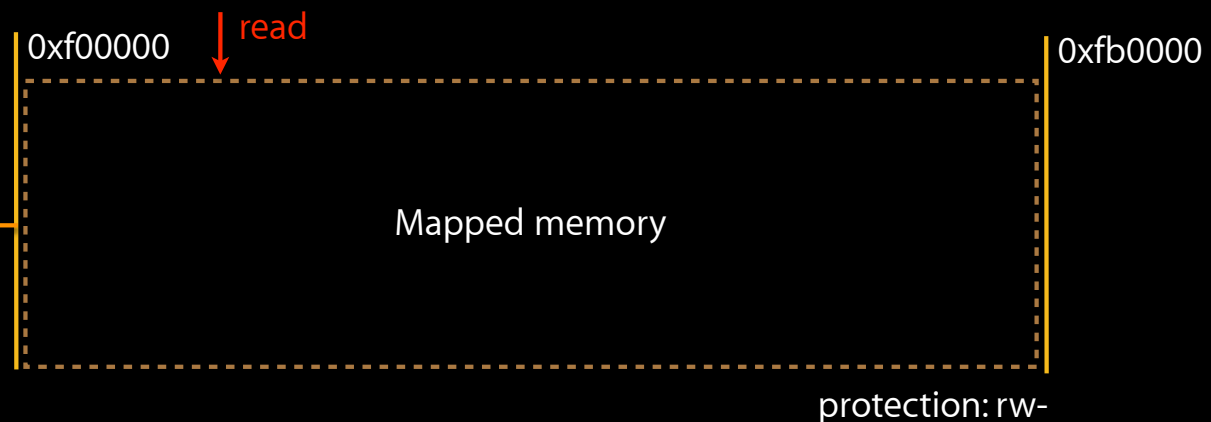 read
0xf00000
0xfb0000
Mapped memory
protection: rw-